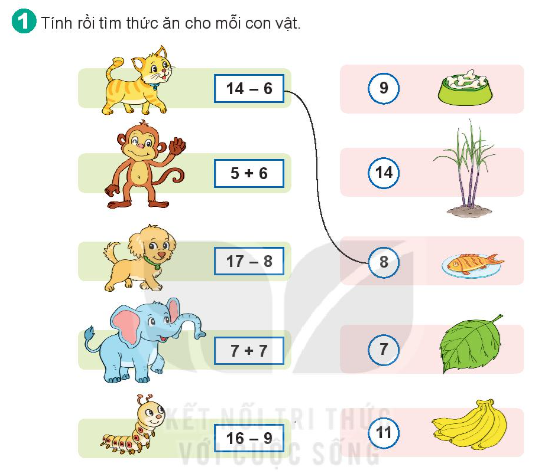 1 Tính rồi tìm thức ăn cho mỗi con vật.
14 – 6
9
5 + 6
14
17 – 8
8
7 + 7
7
16 – 9
11
KẾT NỐI TRI THỨC
VỚI CUỘC SỐNG